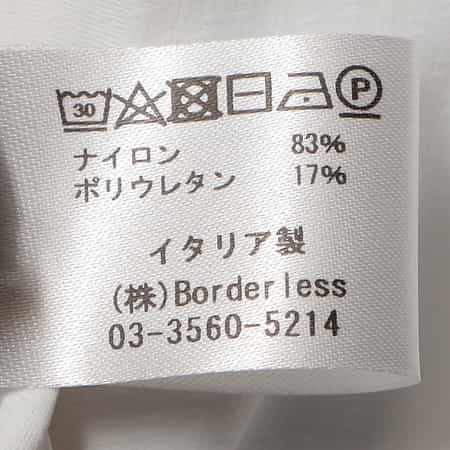 30 P
ナイロン 83%
ポリウレタン 17%
イタリア製
(株)Borderless
03-3560-5214